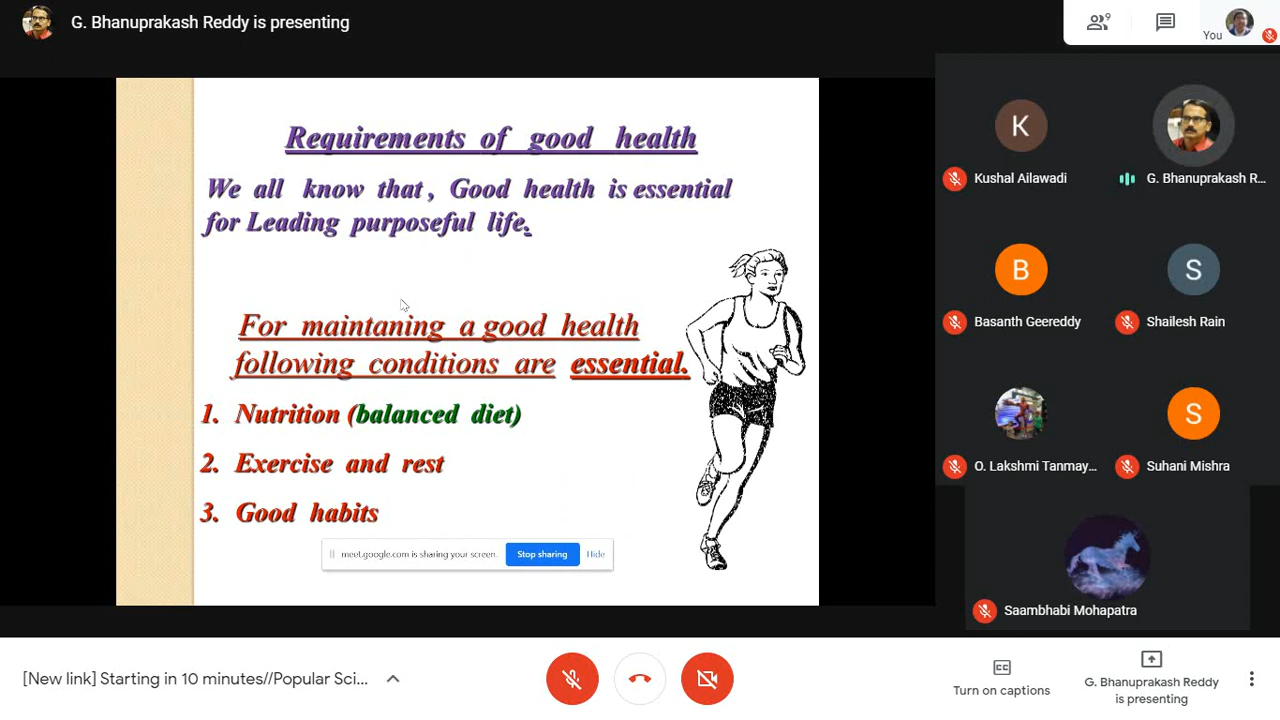 G. Bhanuprakash Reddy is presenting
9
You
Requirements of good health
We all know that , Good health is essential
for Leading purposeful life.
For maintaning a good health
following conditions are essential.
1. Nutrition (balanced diet)
2. Exercise and rest
3. Good habits
meet.google.com is sharing your screen.
Stop sharing
Hide
K
Kushal Ailawadi
G. Bhanuprakash R...
B
Basanth Geereddy
S
Shailesh Rain
O. Lakshmi Tanmay...
S
Suhani Mishra
Saambhabi Mohapatra
[New link] Starting in 10 minutes//Popular Sci...
Turn on captions
G. Bhanuprakash Reddy
is presenting